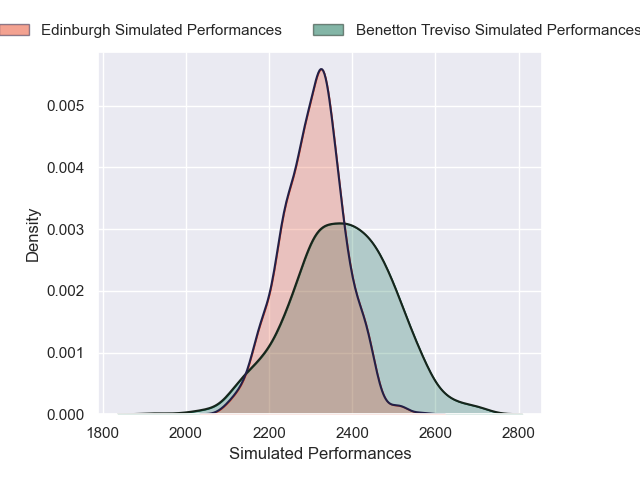 Edinburgh Simulated Performances
Benetton Treviso Simulated Performances
0.005
0.004
0.003
0.002
0.001
0.000
Density
1800 2000 2200 2400 2600 2800
Simulated Performances